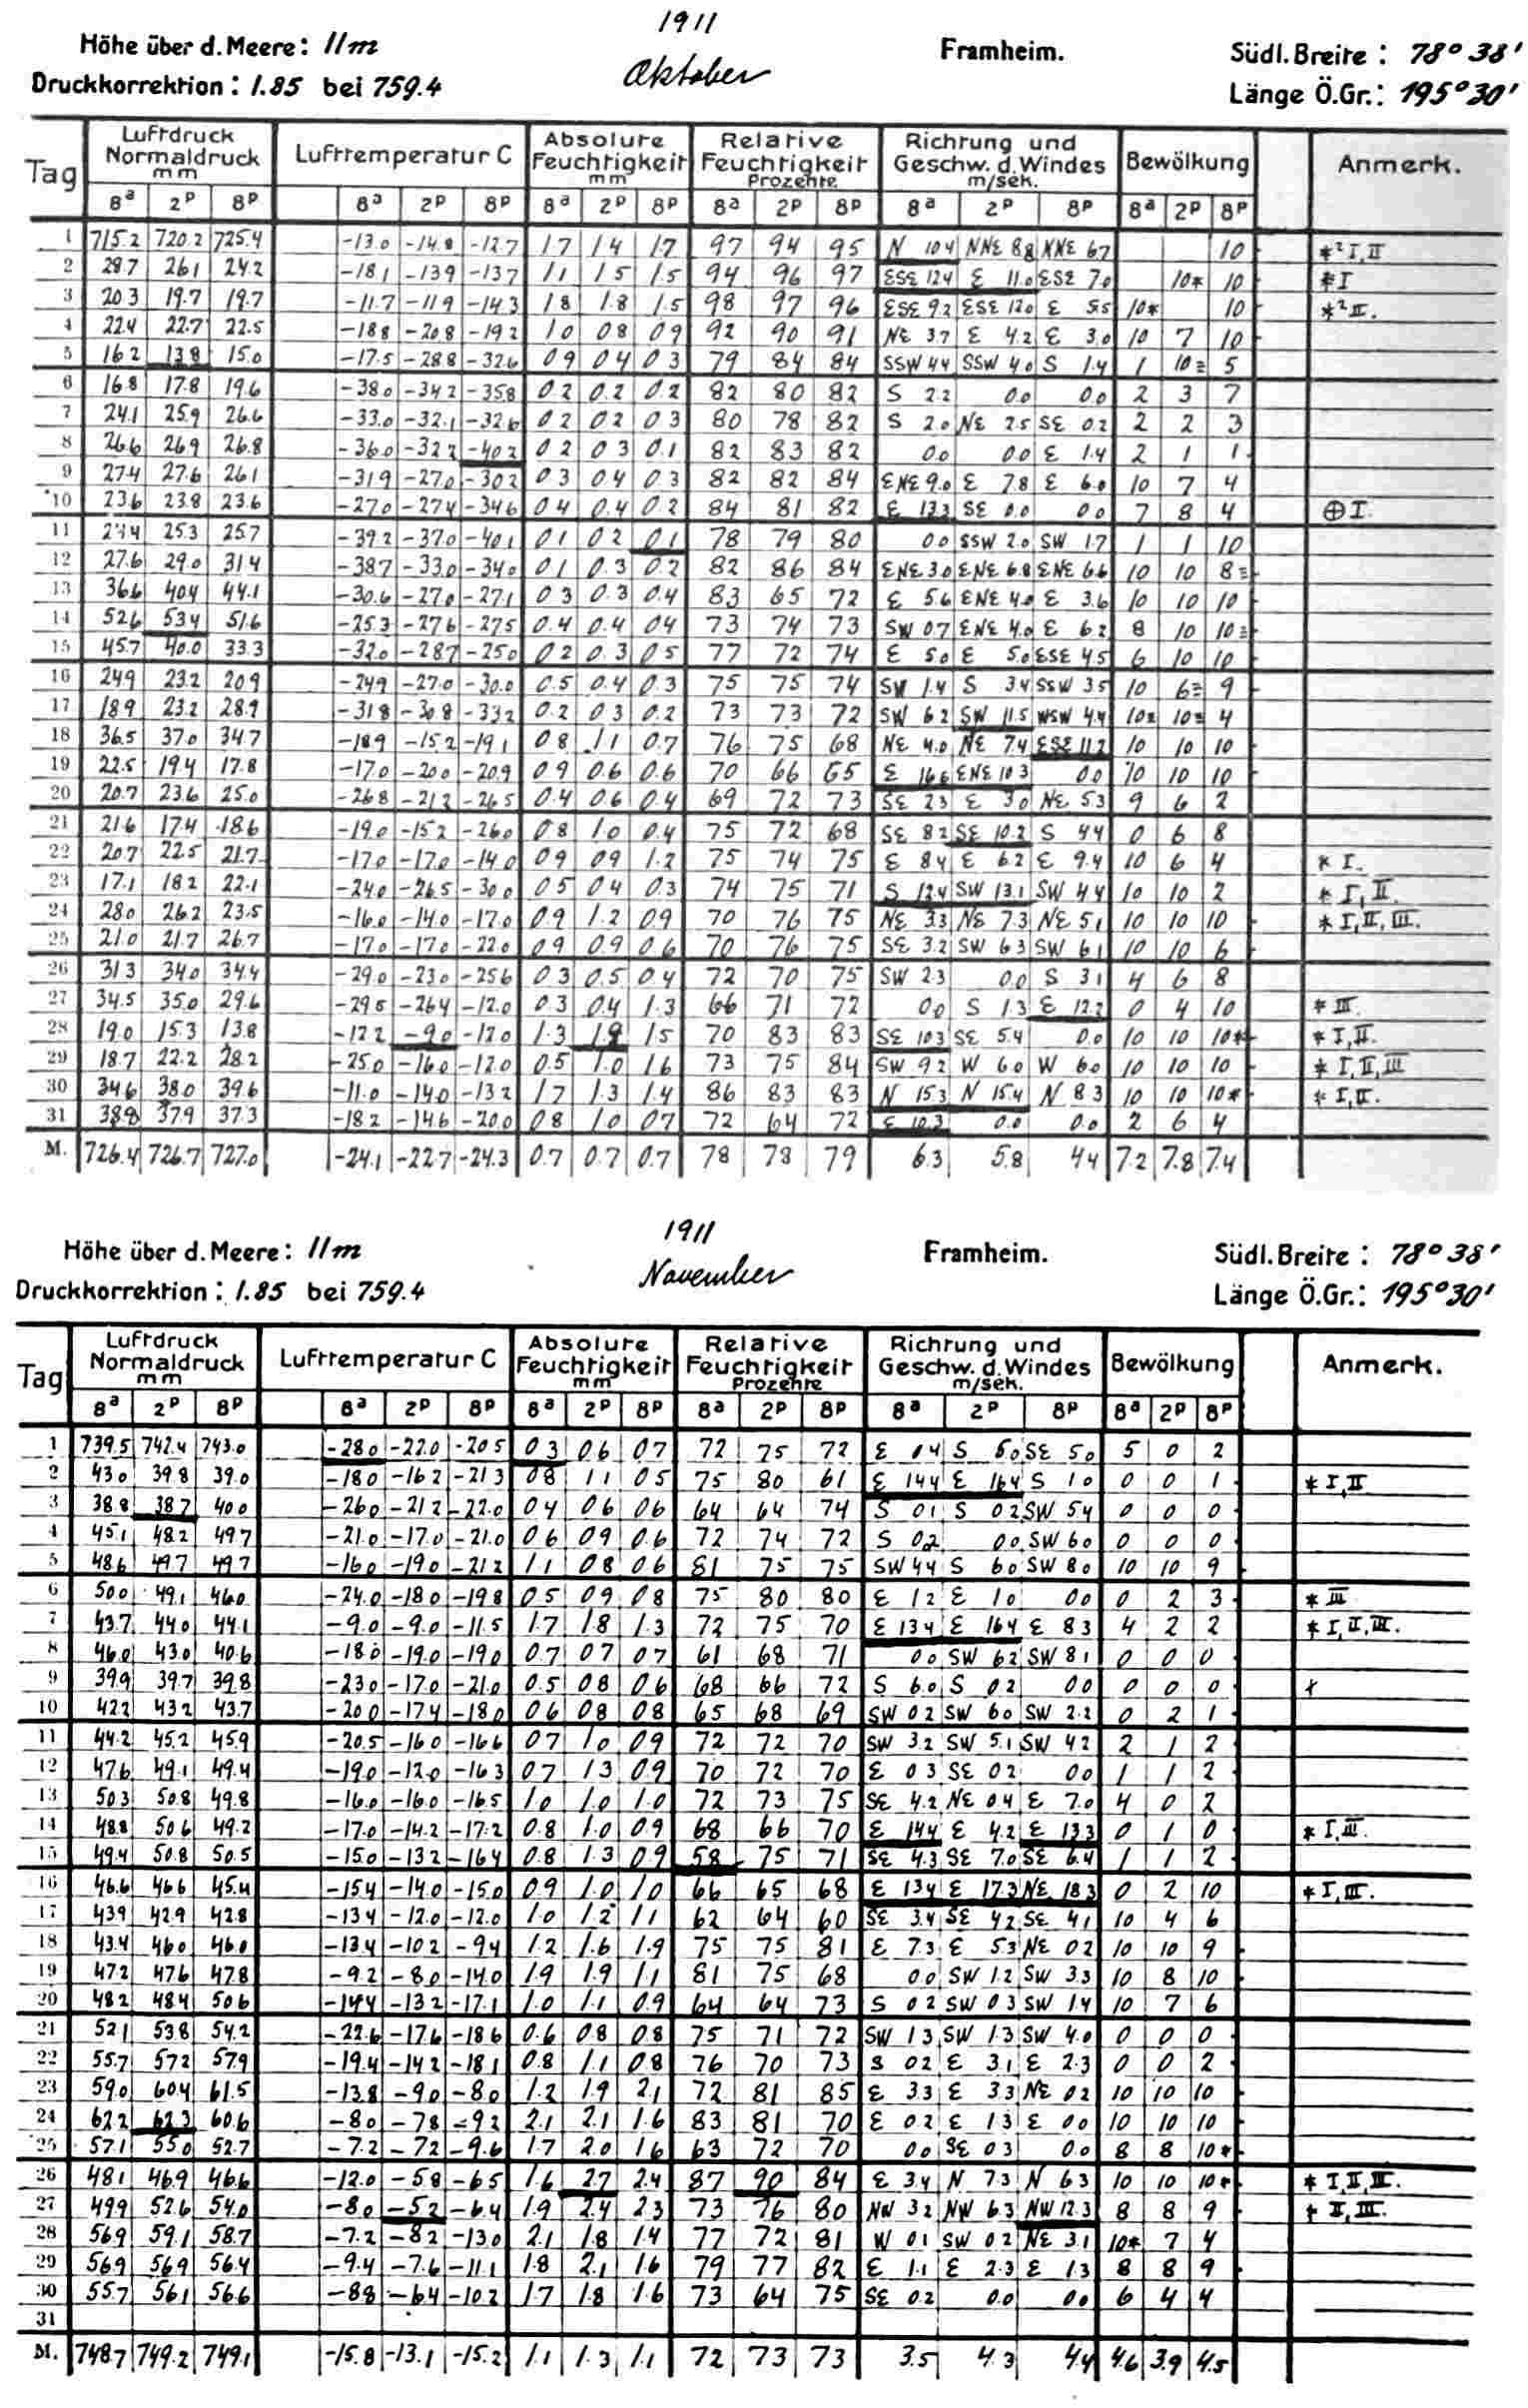 1911
Höhe über d. Meere: 11m Oktober Framheim. Südl. Breite: 78° 38'
Druckkorrektion: 1.85 bei 759.4 Länge Ö.Gr.: 195° 30'
Tag Luftdruck Normaldruck mm Lufttemperatur C Absolute Feuchtigkeit mm Relative Feuchtigkeit Prozente Richtung und Geschw. d. Windes m/sek. Bewölkung Anmerk.
8a 2p 8p 8a 2p 8p 8a 2p 8p 8a 2p 8p 8a 2p 8p 8a 2p 8p
1 715.2 720.2 725.4 -13.0 -14.8 -12.7 1.7 1.4 1.7 97 94 95 N 10.4 NNE 8.8 NNE 6.7 10 *² I,II
2 28.7 26.1 24.2 -18.1 -13.9 -13.7 1.1 1.5 1.5 94 96 97 ESE 12.4 E 11.0 ESE 7.0 10* 10 * I
3 20.3 19.7 19.7 -11.7 -11.9 -14.3 1.8 1.8 1.5 98 97 96 ESE 9.2 ESE 12.0 E 5.5 10* 10 *² II.
4 22.4 22.7 22.5 -18.8 -20.8 -19.2 1.0 0.8 0.9 92 90 91 NE 3.7 E 4.2 E 3.0 10 7 10
5 16.2 13.8 15.0 -17.5 -28.8 -32.6 0.9 0.4 0.3 79 84 84 SSW 4.4 SSW 4.0 S 1.4 1 10≡ 5
6 16.8 17.8 19.6 -38.0 -34.2 -35.8 0.2 0.2 0.2 82 80 82 S 2.2 0.0 0.0 2 3 7
7 24.1 25.9 26.6 -33.0 -32.1 -32.6 0.2 0.2 0.3 80 78 82 S 2.0 NE 2.5 SE 0.2 2 2 3
8 26.6 26.9 26.8 -36.0 -32.2 -40.2 0.2 0.3 0.1 82 83 82 0.0 0.0 E 1.4 2 1 1
9 27.4 27.6 26.1 -31.9 -27.0 -30.2 0.3 0.4 0.3 82 82 84 ENE 9.0 E 7.8 E 6.0 10 7 4
10 23.6 23.8 23.6 -27.0 -27.4 -34.6 0.4 0.4 0.2 84 81 82 E 13.3 SE 0.0 0.0 7 8 4 ⊕ I.
11 24.4 25.3 25.7 -39.2 -37.0 -40.1 0.1 0.2 0.1 78 79 80 0.0 SSW 2.0 SW 1.7 1 1 10
12 27.6 29.0 31.4 -38.7 -33.0 -34.0 0.1 0.3 0.2 82 86 84 ENE 3.0 ENE 6.8 ENE 6.6 10 10 8≡
13 36.6 40.4 44.1 -30.6 -27.0 -27.1 0.3 0.3 0.4 83 65 72 E 5.6 ENE 4.0 E 3.6 10 10 10
14 52.6 53.4 51.6 -25.3 -27.6 -27.5 0.4 0.4 0.4 73 74 73 SW 0.7 ENE 4.0 E 6.2 8 10 10≡
15 45.7 40.0 33.3 -32.0 -28.7 -25.0 0.2 0.3 0.5 77 72 74 E 5.0 E 5.0 ESE 4.5 6 10 10
16 24.9 23.2 20.9 -24.9 -27.0 -30.0 0.5 0.4 0.3 75 75 74 SW 1.4 S 3.4 SSW 3.5 10 6≡ 9
17 18.9 23.2 28.9 -31.8 -30.8 -33.2 0.2 0.3 0.2 73 73 72 SW 6.2 SW 11.5 WSW 4.4 10≡ 10≡ 4
18 36.5 37.0 34.7 -18.9 -15.2 -19.1 0.8 1.1 0.7 76 75 68 NE 4.0 NE 7.4 ESE 11.2 10 10 10
19 22.5 19.4 17.8 -17.0 -20.0 -20.9 0.9 0.6 0.6 70 66 65 E 16.6 ENE 10.3 0.0 10 10 10
20 20.7 23.6 25.0 -26.8 -21.2 -26.5 0.4 0.6 0.4 69 72 73 SE 2.3 E 3.0 NE 5.3 9 6 2
21 21.6 17.4 18.6 -19.0 -15.2 -26.0 0.8 1.0 0.4 75 72 68 SE 8.2 SE 10.2 S 4.4 0 6 8
22 20.7 22.5 21.7 -17.0 -17.0 -14.0 0.9 0.9 1.2 75 74 75 E 8.4 E 6.2 E 9.4 10 6 4 * I.
23 17.1 18.2 22.1 -24.0 -26.5 -30.0 0.5 0.4 0.3 74 75 71 S 12.4 SW 13.1 SW 4.4 10 10 2 * I,II.
24 28.0 26.2 23.5 -16.0 -14.0 -17.0 0.9 1.2 0.9 70 76 75 NE 3.3 NE 7.3 NE 5.1 10 10 10 * I,II,III.
25 21.0 21.7 26.7 -17.0 -17.0 -22.0 0.9 0.9 0.6 70 76 75 SE 3.2 SW 6.3 SW 6.1 10 10 6
26 31.3 34.0 34.4 -29.0 -23.0 -25.6 0.3 0.5 0.4 72 70 75 SW 2.3 0.0 S 3.1 4 6 8
27 34.5 35.0 29.6 -29.5 -26.4 -12.0 0.3 0.4 1.3 66 71 72 0.0 S 1.3 E 12.2 0 4 10 * III.
28 19.0 15.3 13.8 -12.2 -9.0 -12.0 1.3 1.9 1.5 70 83 83 SE 10.3 SE 5.4 0.0 10 10 10* * I,II.
29 18.7 22.2 28.2 -25.0 -16.0 -12.0 0.5 1.0 1.6 73 75 84 SW 9.2 W 6.0 W 6.0 10 10 10 * I,II,III
30 34.6 38.0 39.6 -11.0 -14.0 -13.2 1.7 1.3 1.4 86 83 83 N 15.3 N 15.4 N 8.3 10 10 10* * I,II.
31 38.8 37.9 37.3 -18.2 -14.6 -20.0 0.8 1.0 0.7 72 64 72 E 10.3 0.0 0.0 2 6 4
M. 726.4 726.7 727.0 -24.1 -22.7 -24.3 0.7 0.7 0.7 78 78 79 6.3 5.8 4.4 7.2 7.8 7.4
1911
Höhe über d. Meere: 11m November Framheim. Südl. Breite: 78° 38'
Druckkorrektion: 1.85 bei 759.4 Länge Ö.Gr.: 195° 30'
Tag Luftdruck Normaldruck mm Lufttemperatur C Absolute Feuchtigkeit mm Relative Feuchtigkeit Prozente Richtung und Geschw. d. Windes m/sek. Bewölkung Anmerk.
8a 2p 8p 8a 2p 8p 8a 2p 8p 8a 2p 8p 8a 2p 8p 8a 2p 8p
1 739.5 742.4 743.0 -28.0 -22.0 -20.5 0.3 0.6 0.7 72 75 72 E 0.4 S 5.0 SE 5.0 5 0 2
2 43.0 39.8 39.0 -18.0 -16.2 -21.3 0.8 1.1 0.5 75 80 61 E 14.4 E 16.4 S 1.0 0 0 1 * I,II
3 38.8 38.7 40.0 -26.0 -21.2 -22.0 0.4 0.6 0.6 64 64 74 S 0.1 S 0.2 SW 5.4 0 0 0
4 45.1 48.2 49.7 -21.0 -17.0 -21.0 0.6 0.9 0.6 72 74 72 S 0.2 0.0 SW 6.0 0 0 0
5 48.6 49.7 49.7 -16.0 -19.0 -21.2 1.1 0.8 0.6 81 75 75 SW 4.4 S 6.0 SW 8.0 10 10 9
6 50.0 49.1 46.0 -24.0 -18.0 -19.8 0.5 0.9 0.8 75 80 80 E 1.2 E 1.0 0.0 0 2 3 * III
7 43.7 44.0 44.1 -9.0 -9.0 -11.5 1.7 1.8 1.3 72 75 70 E 13.4 E 16.4 E 8.3 4 2 2 * I,II,III.
8 46.0 43.0 40.6 -18.0 -19.0 -19.0 0.7 0.7 0.7 61 68 71 0.0 SW 6.2 SW 8.1 0 0 0
9 39.9 39.7 39.8 -23.0 -17.0 -21.0 0.5 0.8 0.6 68 66 72 S 6.0 S 0.2 0.0 0 0 0
10 42.2 43.2 43.7 -20.0 -17.4 -18.0 0.6 0.8 0.8 65 68 69 SW 0.2 SW 6.0 SW 2.2 0 2 1
11 44.2 45.2 45.9 -20.5 -16.0 -16.6 0.7 1.0 0.9 72 72 70 SW 3.2 SW 5.1 SW 4.2 2 1 2
12 47.6 49.1 49.4 -19.0 -12.0 -16.3 0.7 1.3 0.9 70 72 70 E 0.3 SE 0.2 0.0 1 1 2
13 50.3 50.8 49.8 -16.0 -16.0 -16.5 1.0 1.0 1.0 72 73 75 SE 4.2 NE 0.4 E 7.0 4 0 2
14 48.8 50.6 49.2 -17.0 -14.2 -17.2 0.8 1.0 0.9 68 66 70 E 14.4 E 4.2 E 13.3 0 1 0 * I,III.
15 49.4 50.8 50.5 -15.0 -13.2 -16.4 0.8 1.3 0.9 58 75 71 SE 4.3 SE 7.0 SE 6.4 1 1 2
16 46.6 46.6 45.4 -15.4 -14.0 -15.0 0.9 1.0 1.0 66 65 68 E 13.4 E 17.3 NE 18.3 0 2 10 * I,III.
17 43.9 42.9 42.8 -13.4 -12.0 -12.0 1.0 1.2 1.1 62 64 60 SE 3.4 SE 4.2 SE 4.1 10 4 6
18 43.4 46.0 46.0 -13.4 -10.2 -9.4 1.2 1.6 1.9 75 75 81 E 7.3 E 5.3 NE 0.2 10 10 9
19 47.2 47.6 47.8 -9.2 -8.0 -14.0 1.9 1.9 1.1 81 75 68 0.0 SW 1.2 SW 3.3 10 8 10
20 48.2 48.4 50.6 -14.4 -13.2 -17.1 1.0 1.1 0.9 64 64 73 S 0.2 SW 0.3 SW 1.4 10 7 6
21 52.1 53.8 54.2 -22.6 -17.6 -18.6 0.6 0.8 0.8 75 71 72 SW 1.3 SW 1.3 SW 4.0 0 0 0
22 55.7 57.2 57.9 -19.4 -14.2 -18.1 0.8 1.1 0.8 76 70 73 S 0.2 E 3.1 E 2.3 0 0 2
23 59.0 60.4 61.5 -13.8 -9.0 -8.0 1.2 1.9 2.1 72 81 85 E 3.3 E 3.3 NE 0.2 10 10 10
24 62.2 62.3 60.6 -8.0 -7.8 -9.2 2.1 2.1 1.6 83 81 70 E 0.2 E 1.3 E 0.0 10 10 10
25 57.1 55.0 52.7 -7.2 -7.2 -9.6 1.7 2.0 1.6 63 72 70 0.0 SE 0.3 0.0 8 8 10*
26 48.1 46.9 46.6 -12.0 -5.8 -6.5 1.6 2.7 2.4 87 90 84 E 3.4 N 7.3 N 6.3 10 10 10* * I,II,III.
27 49.9 52.6 54.0 -8.0 -5.2 -6.4 1.9 2.4 2.3 73 76 80 NW 3.2 NW 6.3 NW 12.3 8 8 9 * II,III.
28 56.9 59.1 58.7 -7.2 -8.2 -13.0 2.1 1.8 1.4 77 72 81 W 0.1 SW 0.2 NE 3.1 10* 7 4
29 56.9 56.9 56.4 -9.4 -7.6 -11.1 1.8 2.1 1.6 79 77 82 E 1.1 E 2.3 E 1.3 8 8 9
30 55.7 56.1 56.6 -8.8 -6.4 -10.2 1.7 1.8 1.6 73 64 75 SE 0.2 0.0 0.0 6 4 4
31
M. 748.7 749.2 749.1 -15.8 -13.1 -15.2 1.1 1.3 1.1 72 73 73 3.5 4.3 4.4 4.6 3.9 4.5